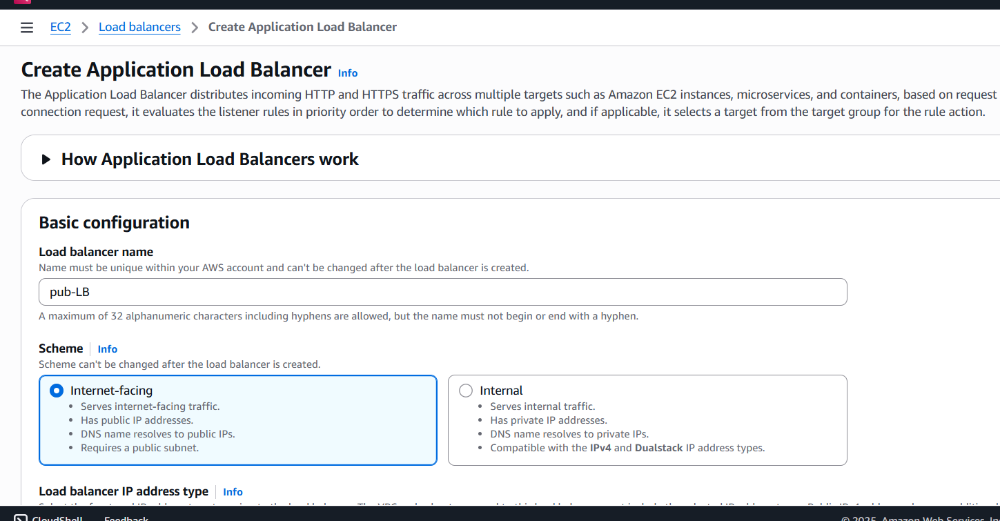 EC2 > Load balancers > Create Application Load Balancer
Create Application Load Balancer Info
The Application Load Balancer distributes incoming HTTP and HTTPS traffic across multiple targets such as Amazon EC2 instances, microservices, and containers, based on request
connection request, it evaluates the listener rules in priority order to determine which rule to apply, and if applicable, it selects a target from the target group for the rule action.
How Application Load Balancers work
Basic configuration
Load balancer name
Name must be unique within your AWS account and can't be changed after the load balancer is created.
pub-LB
A maximum of 32 alphanumeric characters including hyphens are allowed, but the name must not begin or end with a hyphen.
Scheme Info
Scheme can't be changed after the load balancer is created.
Internet-facing
• Serves internet-facing traffic.
• Has public IP addresses.
• DNS name resolves to public IPs.
• Requires a public subnet.
Internal
• Serves internal traffic.
• Has private IP addresses.
• DNS name resolves to private IPs.
• Compatible with the IPv4 and Dualstack IP address types.
Load balancer IP address type Info
CloudShell Feedback
© 2025, Amazon Web Services, In